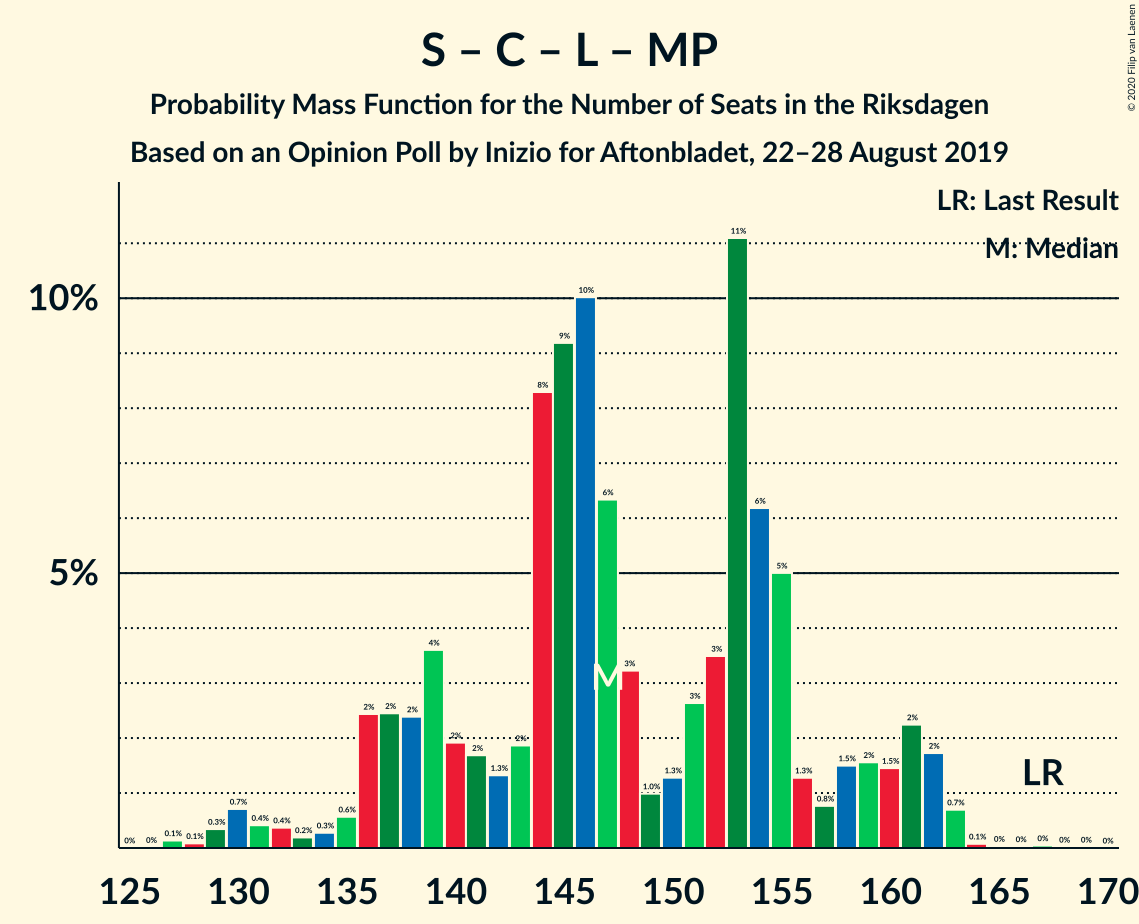 S – C – L – MP
Probability Mass Function for the Number of Seats in the Riksdagen
Based on an Opinion Poll by Inizio for Aftonbladet, 22–28 August 2019
© 2020 Filip van Laenen
LR: Last Result
M: Median
10%
5%
0% 0% 0.1% 0.1% 0.3% 0.7% 0.4% 0.4% 0.2% 0.3% 0.6% 2% 2% 2% 4% 2% 2% 1.3% 2% 8% 9% 10% 6% 3% 1.0% 1.3% 3% 3% 11% 6% 5% 1.3% 0.8% 1.5% 2% 1.5% 2% 2% 0.7% 0.1% 0% 0% 0% 0% 0% 0%
M
LR
125 130 135 140 145 150 155 160 165 170